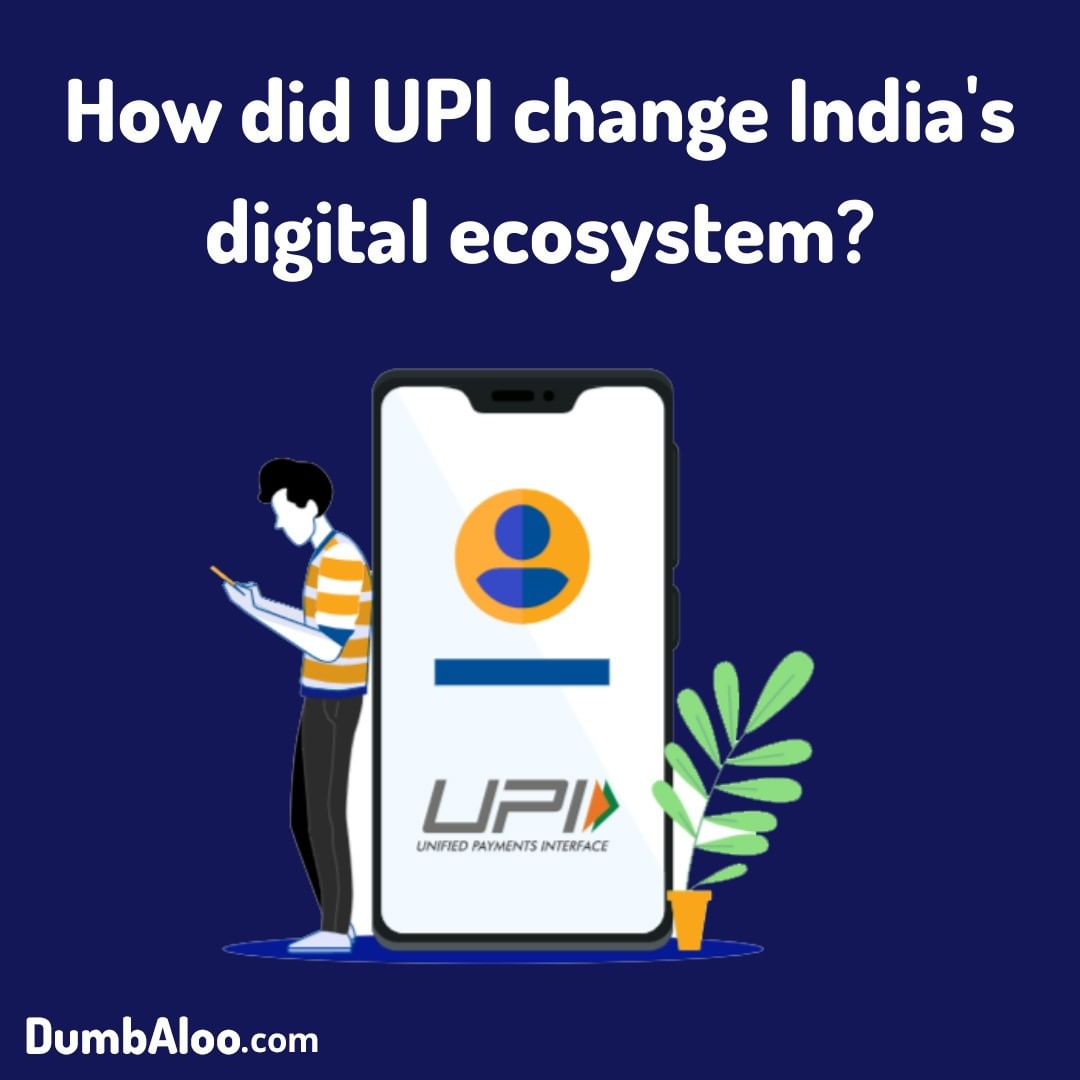 How did UPI change India's
digital ecosystem?
UPI
UNIFIED PAYMENTS INTERFACE
DumbAloo.com